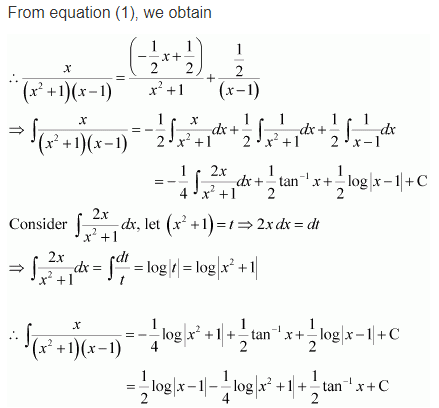 From equation (1), we obtain
∴ x/((x² + 1)(x − 1)) = (−1/2 x + 1/2)/(x² + 1) + (1/2)/(x − 1)
⇒ ∫ x/((x² + 1)(x − 1)) = −1/2 ∫ x/(x² + 1) dx + 1/2 ∫ 1/(x² + 1) dx + 1/2 ∫ 1/(x − 1) dx
= −1/4 ∫ 2x/(x² + 1) dx + 1/2 tan⁻¹ x + 1/2 log|x − 1| + C
Consider ∫ 2x/(x² + 1) dx, let (x² + 1) = t ⇒ 2x dx = dt
⇒ ∫ 2x/(x² + 1) dx = ∫ dt/t = log|t| = log|x² + 1|
∴ ∫ x/((x² + 1)(x − 1)) = −1/4 log|x² + 1| + 1/2 tan⁻¹ x + 1/2 log|x − 1| + C
= 1/2 log|x − 1| − 1/4 log|x² + 1| + 1/2 tan⁻¹ x + C